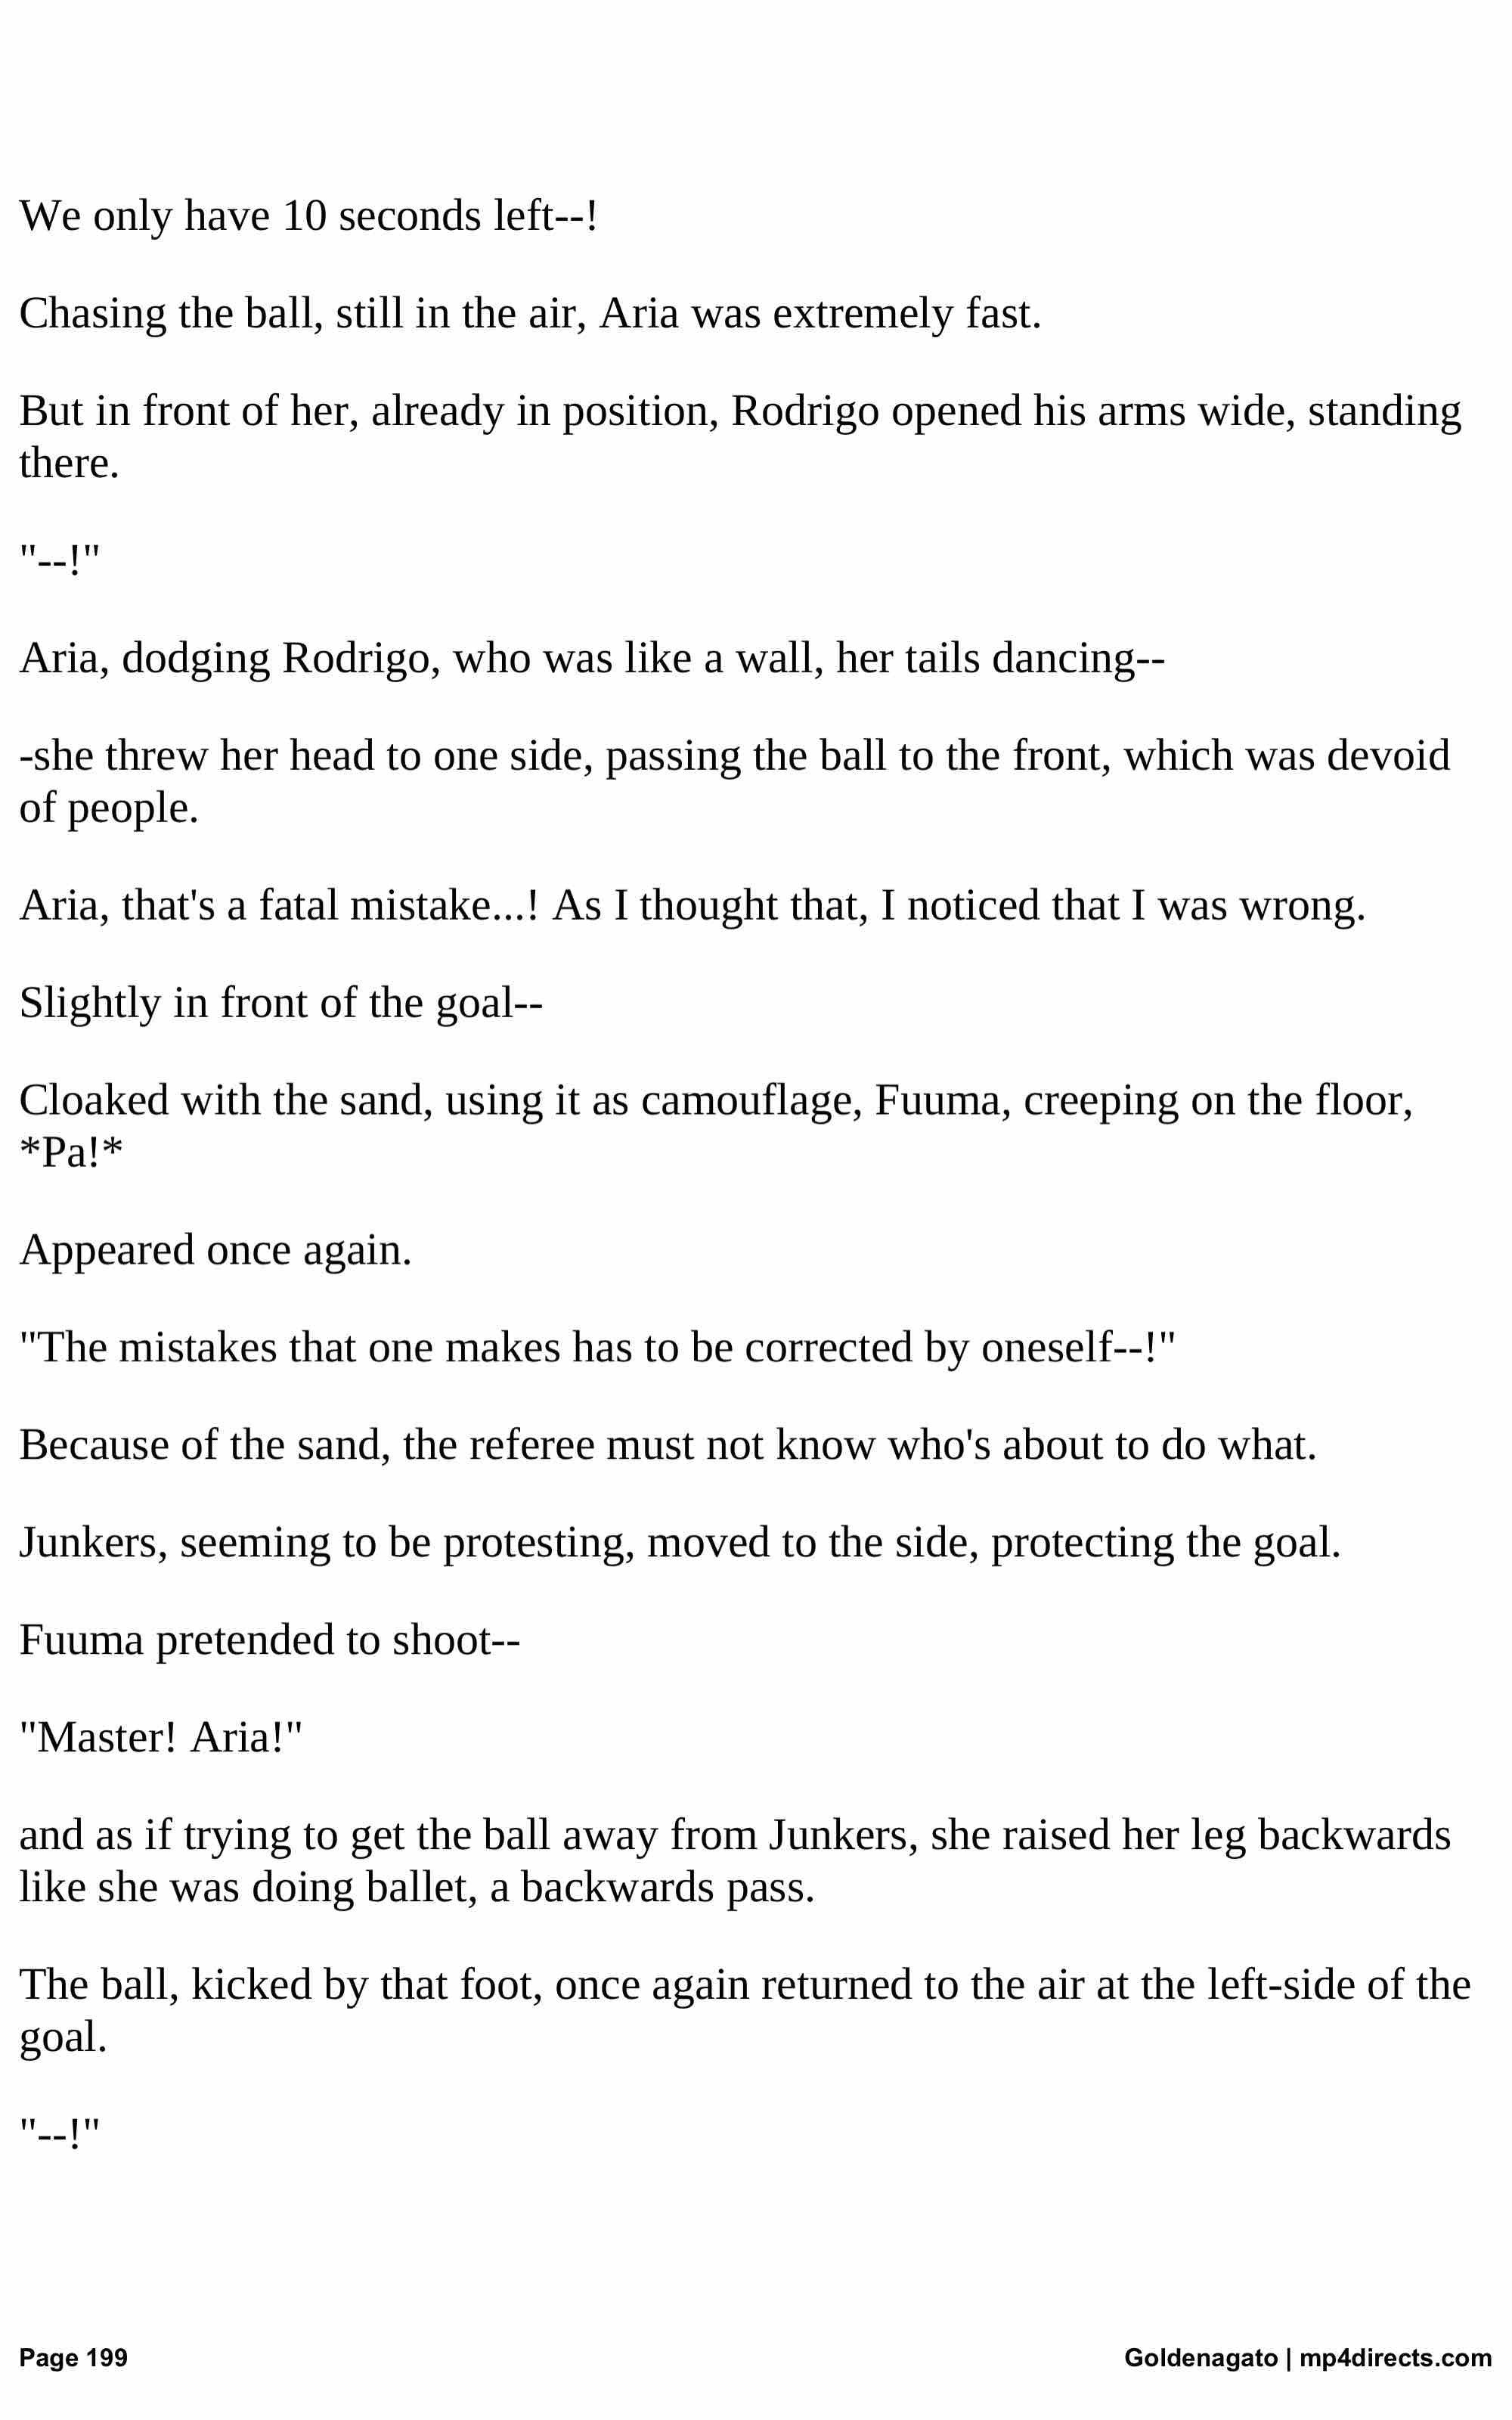 We only have 10 seconds left--!
Chasing the ball, still in the air, Aria was extremely fast.
But in front of her, already in position, Rodrigo opened his arms wide, standing
there.
"--!"
Aria, dodging Rodrigo, who was like a wall, her tails dancing--
-she threw her head to one side, passing the ball to the front, which was devoid
of people.
Aria, that's a fatal mistake...! As I thought that, I noticed that I was wrong.
Slightly in front of the goal--
Cloaked with the sand, using it as camouflage, Fuuma, creeping on the floor,
*Pa!*
Appeared once again.
"The mistakes that one makes has to be corrected by oneself--!"
Because of the sand, the referee must not know who's about to do what.
Junkers, seeming to be protesting, moved to the side, protecting the goal.
Fuuma pretended to shoot--
"Master! Aria!"
and as if trying to get the ball away from Junkers, she raised her leg backwards
like she was doing ballet, a backwards pass.
The ball, kicked by that foot, once again returned to the air at the left-side of the
goal.
"--!"
Page 199
Goldenagato | mp4directs.com